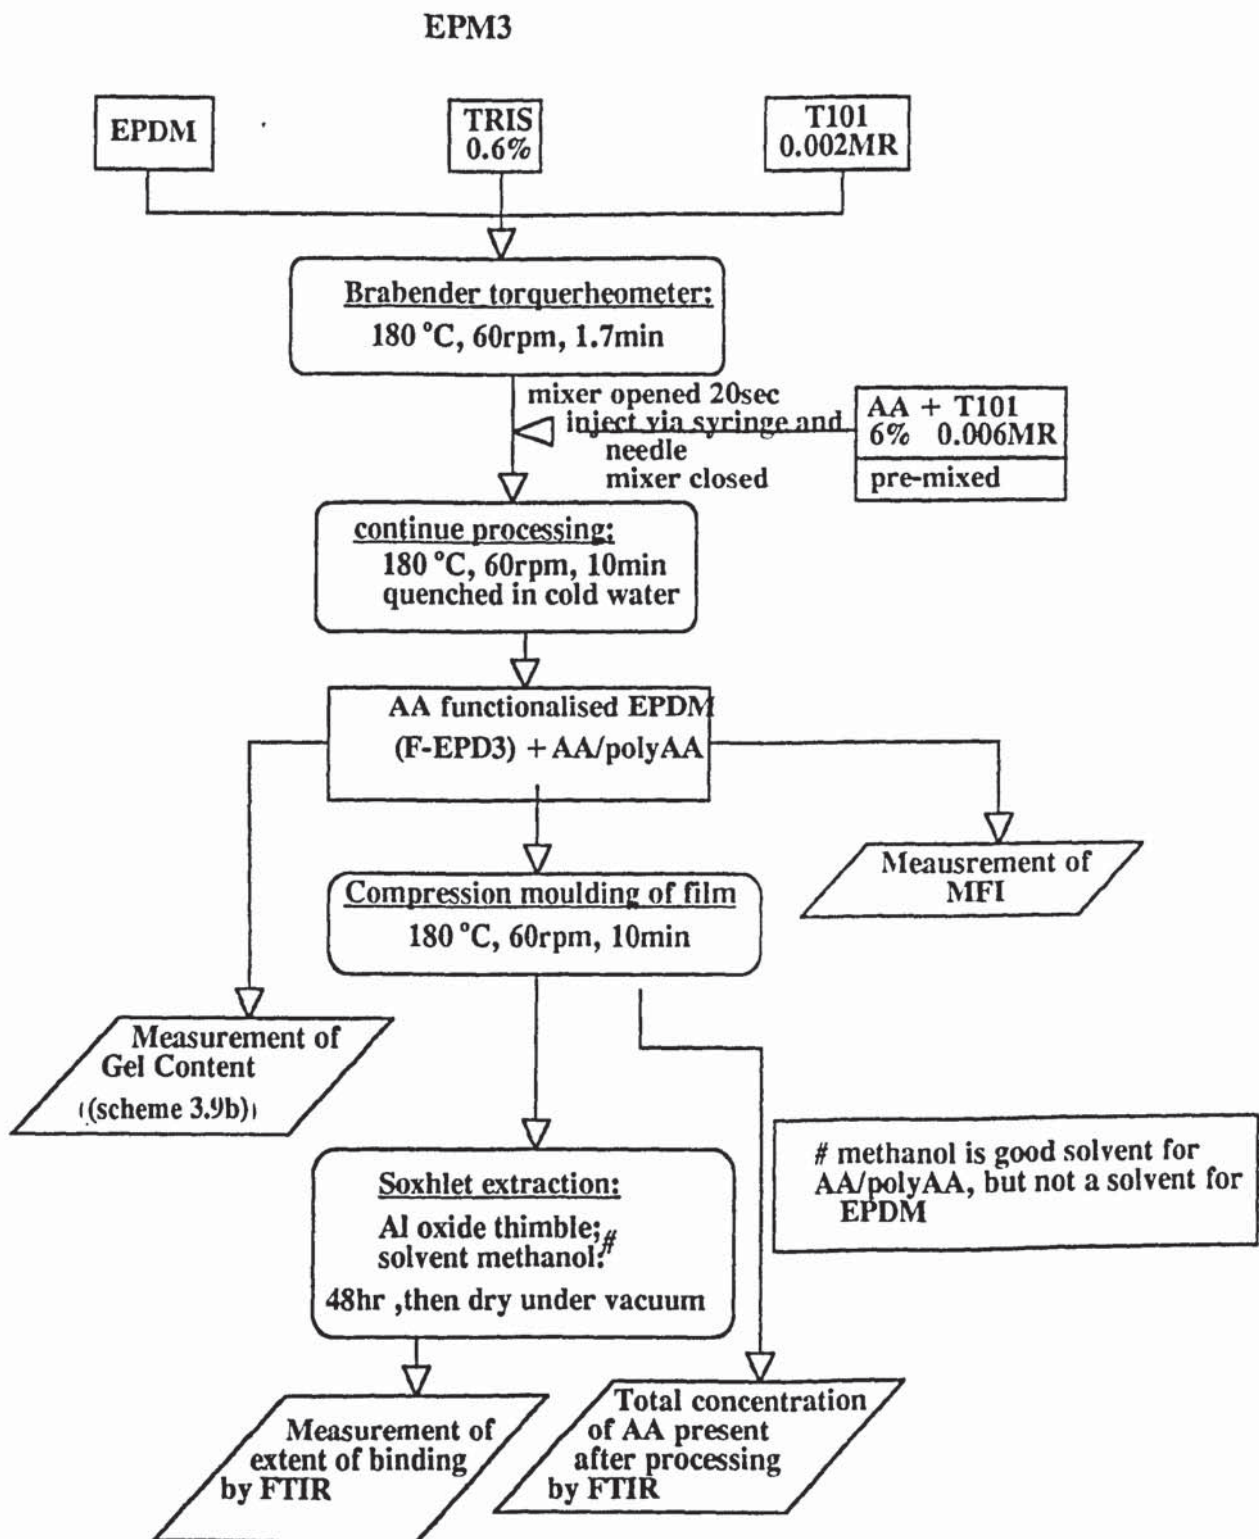 EPM3
EPDM
TRIS
0.6%
T101
0.002MR
Brabender torquerheometer:
180 °C, 60rpm, 1.7min
mixer opened 20sec
inject via syringe and
needle
mixer closed
AA + T101
6% 0.006MR
pre-mixed
continue processing:
180 °C, 60rpm, 10min
quenched in cold water
AA functionalised EPDM
(F-EPD3) + AA/polyAA
Meausrement of
MFI
Compression moulding of film
180 °C, 60rpm, 10min
Measurement of
Gel Content
(scheme 3.9b)
# methanol is good solvent for
AA/polyAA, but not a solvent for
EPDM
Soxhlet extraction:
Al oxide thimble;
solvent methanol.#
48hr ,then dry under vacuum
Measurement of
extent of binding
by FTIR
Total concentration
of AA present
after processing
by FTIR